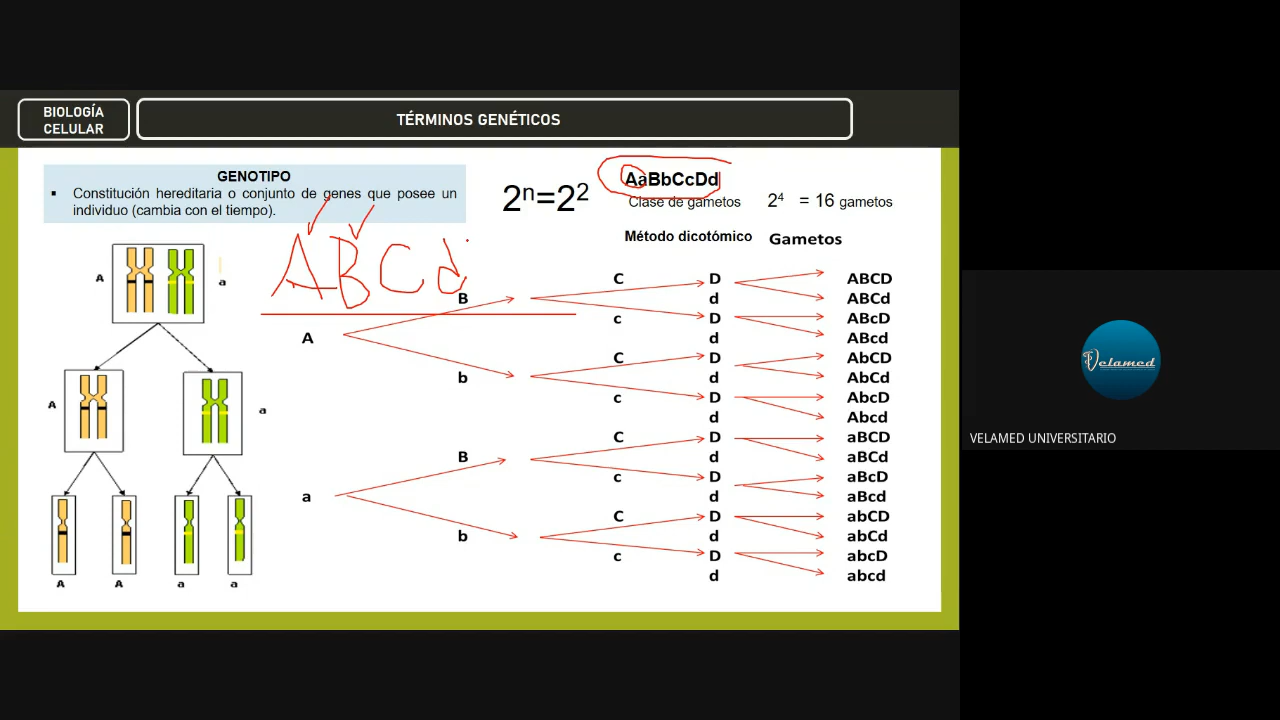 BIOLOGÍA
CELULAR
TÉRMINOS GENÉTICOS
GENOTIPO
▪ Constitución hereditaria o conjunto de genes que posee un
individuo (cambia con el tiempo).
2ⁿ=2²
AaBbCcDd
Clase de gametos 2⁴ = 16 gametos
Método dicotómico Gametos
ABCd
A
a
A
a
A
A
a
a
A
a
B
b
B
b
C
c
C
c
C
c
C
c
D
d
D
d
D
d
D
d
D
d
D
d
D
d
D
d
ABCD
ABCd
ABcD
ABcd
AbCD
AbCd
AbcD
Abcd
aBCD
aBCd
aBcD
aBcd
abCD
abCd
abcD
abcd
Velamed
VELAMED UNIVERSITARIO